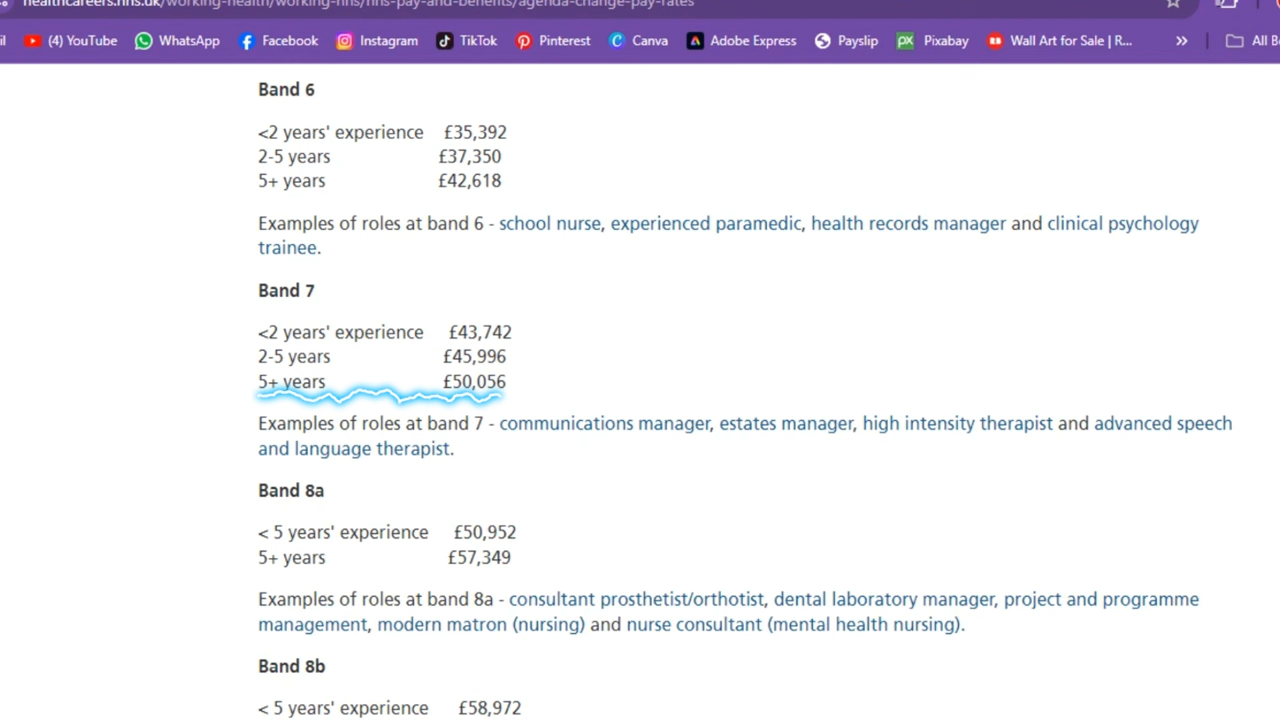 healthcareers.nhs.uk/working-health/working-nhs/nhs-pay-and-benefits/agenda-change-pay-rates
il (4) YouTube WhatsApp Facebook Instagram TikTok Pinterest Canva Adobe Express Payslip Pixabay Wall Art for Sale | R... » All B
Band 6
<2 years' experience £35,392
2-5 years £37,350
5+ years £42,618
Examples of roles at band 6 - school nurse, experienced paramedic, health records manager and clinical psychology
trainee.
Band 7
<2 years' experience £43,742
2-5 years £45,996
5+ years £50,056
Examples of roles at band 7 - communications manager, estates manager, high intensity therapist and advanced speech
and language therapist.
Band 8a
< 5 years' experience £50,952
5+ years £57,349
Examples of roles at band 8a - consultant prosthetist/orthotist, dental laboratory manager, project and programme
management, modern matron (nursing) and nurse consultant (mental health nursing).
Band 8b
< 5 years' experience £58,972